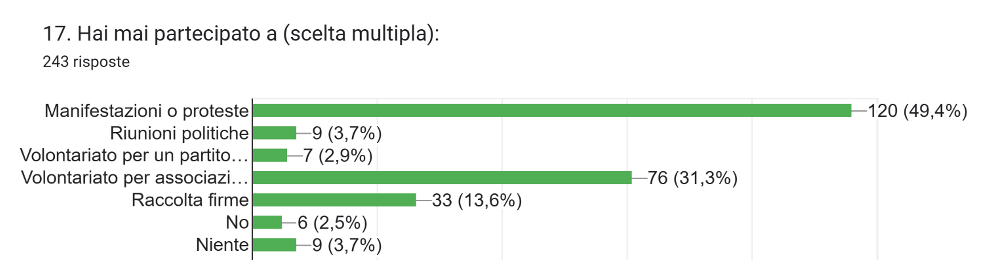 17. Hai mai partecipato a (scelta multipla):
243 risposte
Manifestazioni o proteste 120 (49,4%)
Riunioni politiche 9 (3,7%)
Volontariato per un partito… 7 (2,9%)
Volontariato per associazi… 76 (31,3%)
Raccolta firme 33 (13,6%)
No 6 (2,5%)
Niente 9 (3,7%)